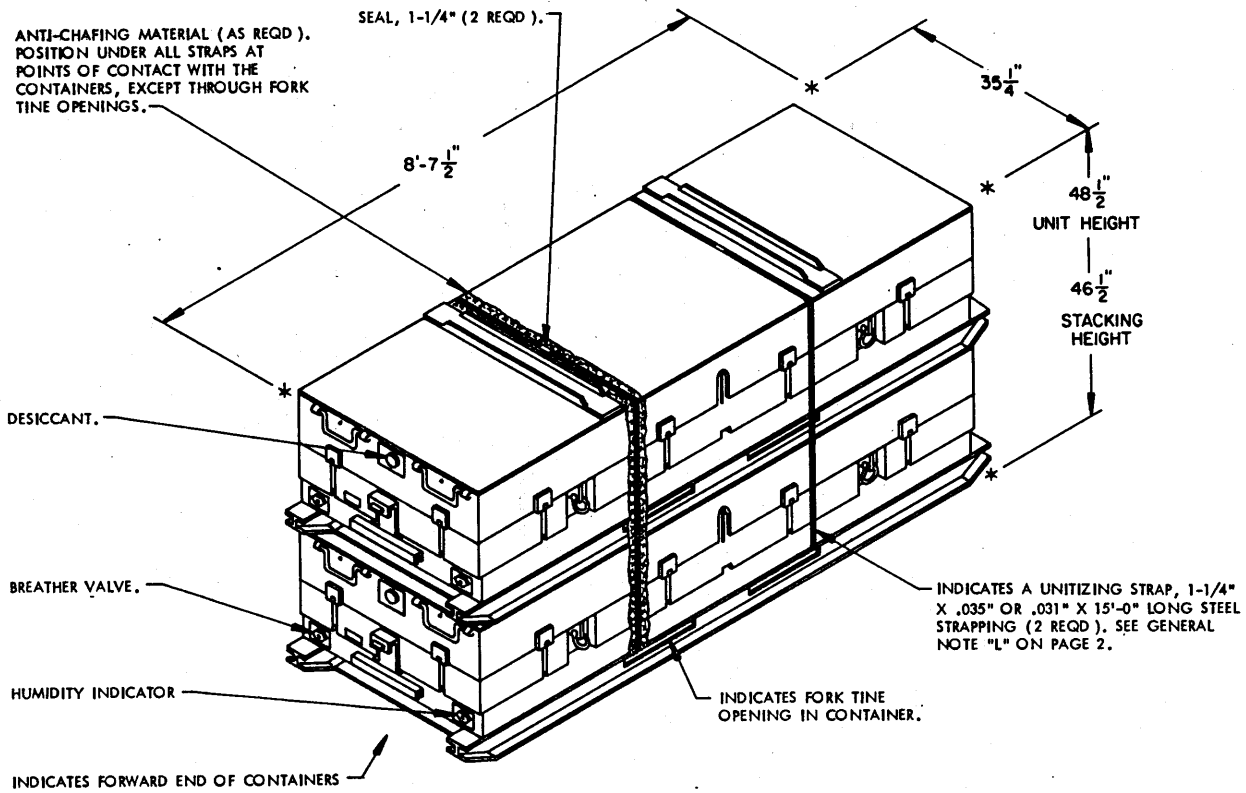 SEAL, 1-1/4" (2 REQD).
ANTI-CHAFING MATERIAL (AS REQD).
POSITION UNDER ALL STRAPS AT
POINTS OF CONTACT WITH THE
CONTAINERS, EXCEPT THROUGH FORK
TINE OPENINGS.
35 1/4"
8'-7 1/2"
48 1/2"
UNIT HEIGHT
46 1/2"
STACKING
HEIGHT
DESICCANT.
BREATHER VALVE.
INDICATES A UNITIZING STRAP, 1-1/4"
X .035" OR .031" X 15'-0" LONG STEEL
STRAPPING (2 REQD). SEE GENERAL
NOTE "L" ON PAGE 2.
HUMIDITY INDICATOR
INDICATES FORK TINE
OPENING IN CONTAINER.
INDICATES FORWARD END OF CONTAINERS